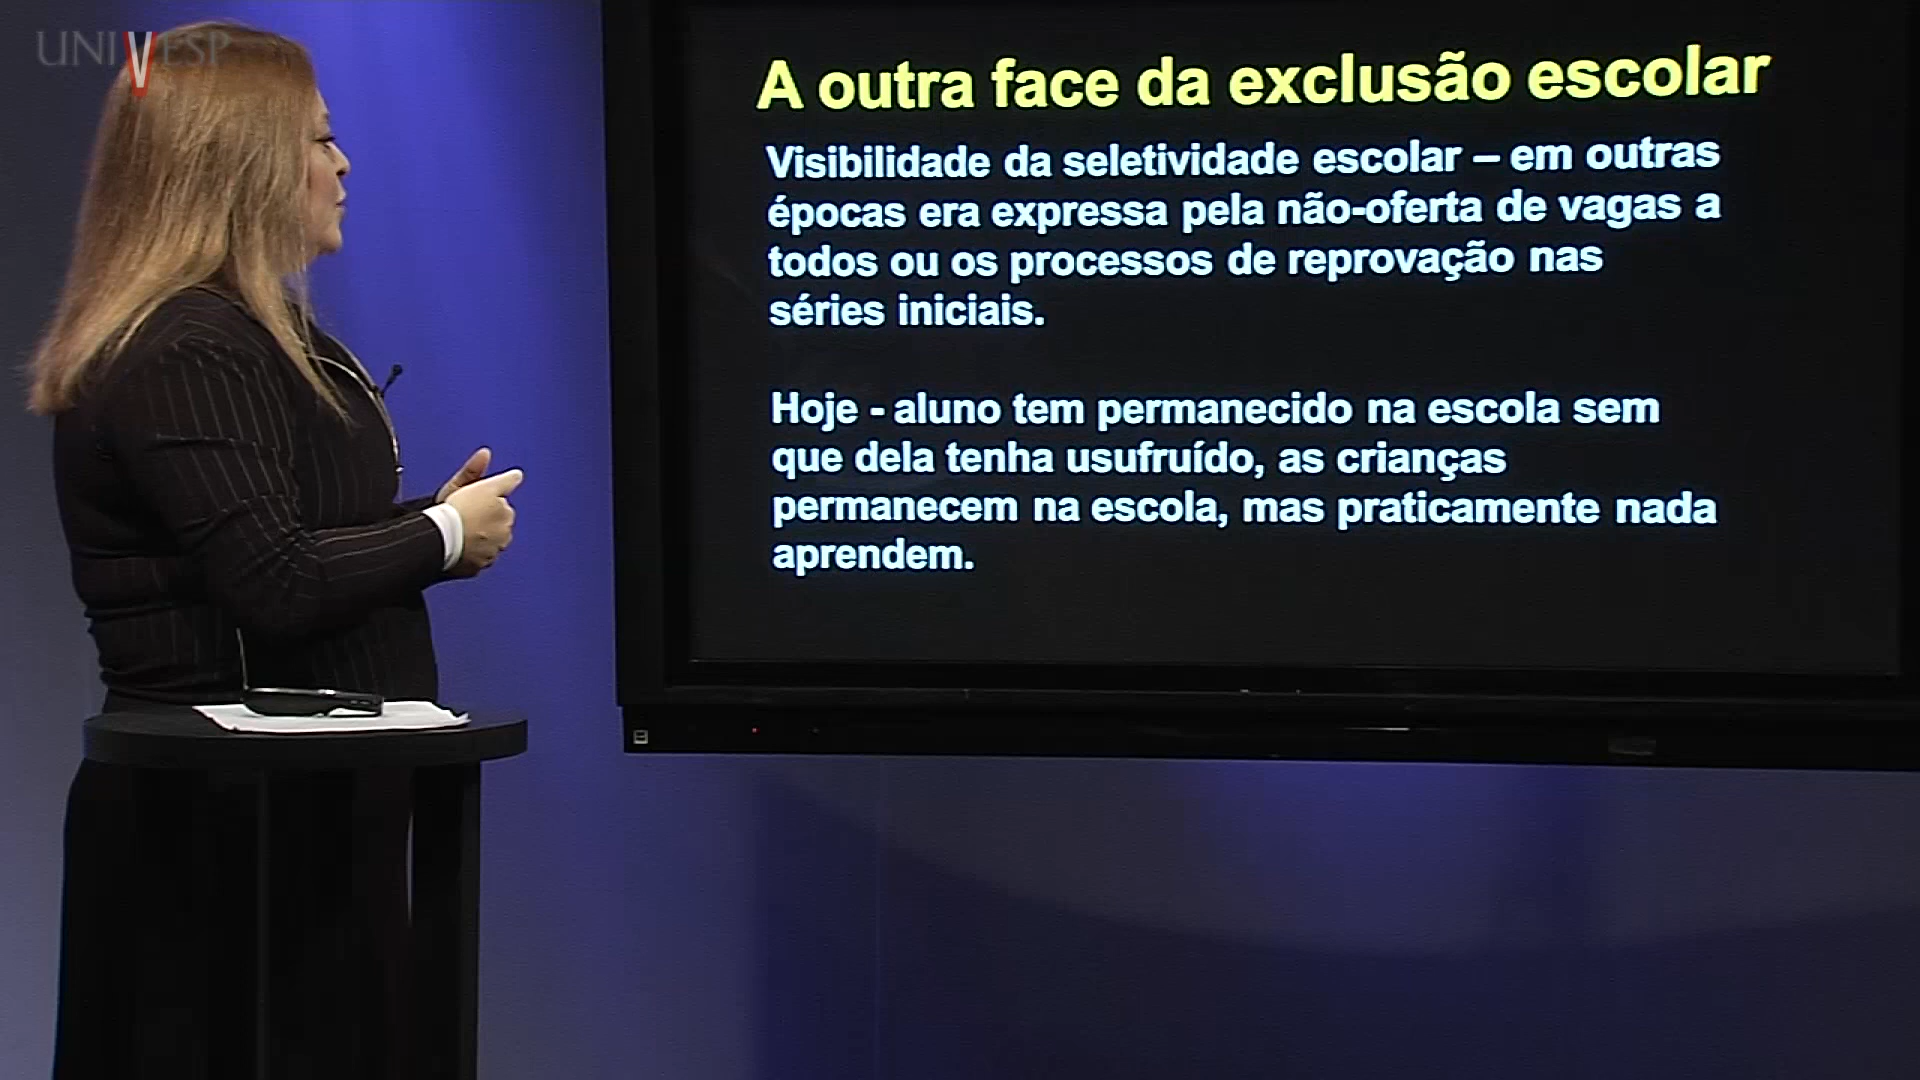 UNIVESP
A outra face da exclusão escolar
Visibilidade da seletividade escolar – em outras
épocas era expressa pela não-oferta de vagas a
todos ou os processos de reprovação nas
séries iniciais.
Hoje - aluno tem permanecido na escola sem
que dela tenha usufruído, as crianças
permanecem na escola, mas praticamente nada
aprendem.